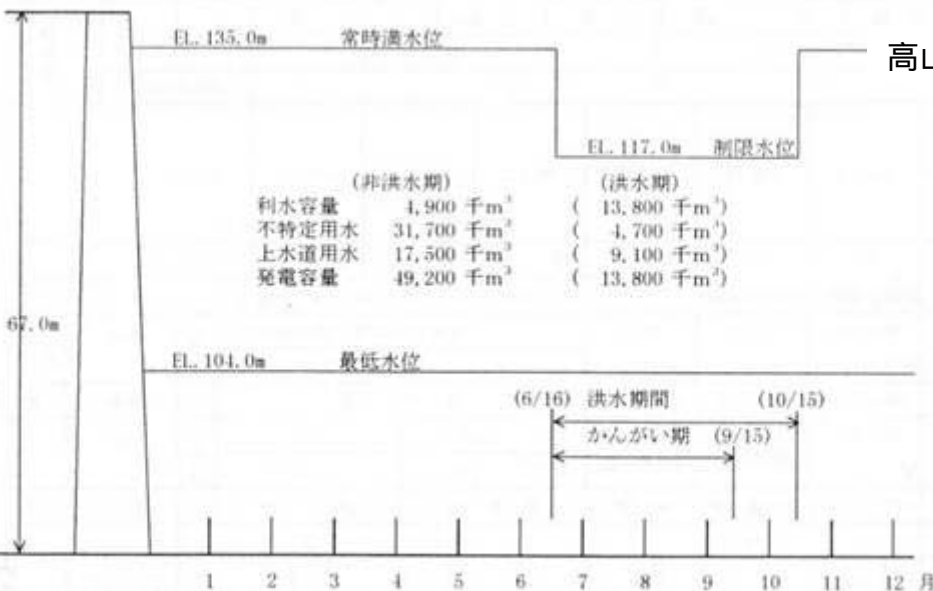 EL. 135.0m 常時満水位
高山
EL. 117.0m 制限水位
(非洪水期) (洪水期)
利水容量 4,900 千m³ ( 13,800 千m³)
不特定用水 31,700 千m³ ( 4,700 千m³)
上水道用水 17,500 千m³ ( 9,100 千m³)
発電容量 49,200 千m³ ( 13,800 千m³)
67.0m
EL. 104.0m 最低水位
(6/16) 洪水期間 (10/15)
かんがい期 (9/15)
1 2 3 4 5 6 7 8 9 10 11 12 月